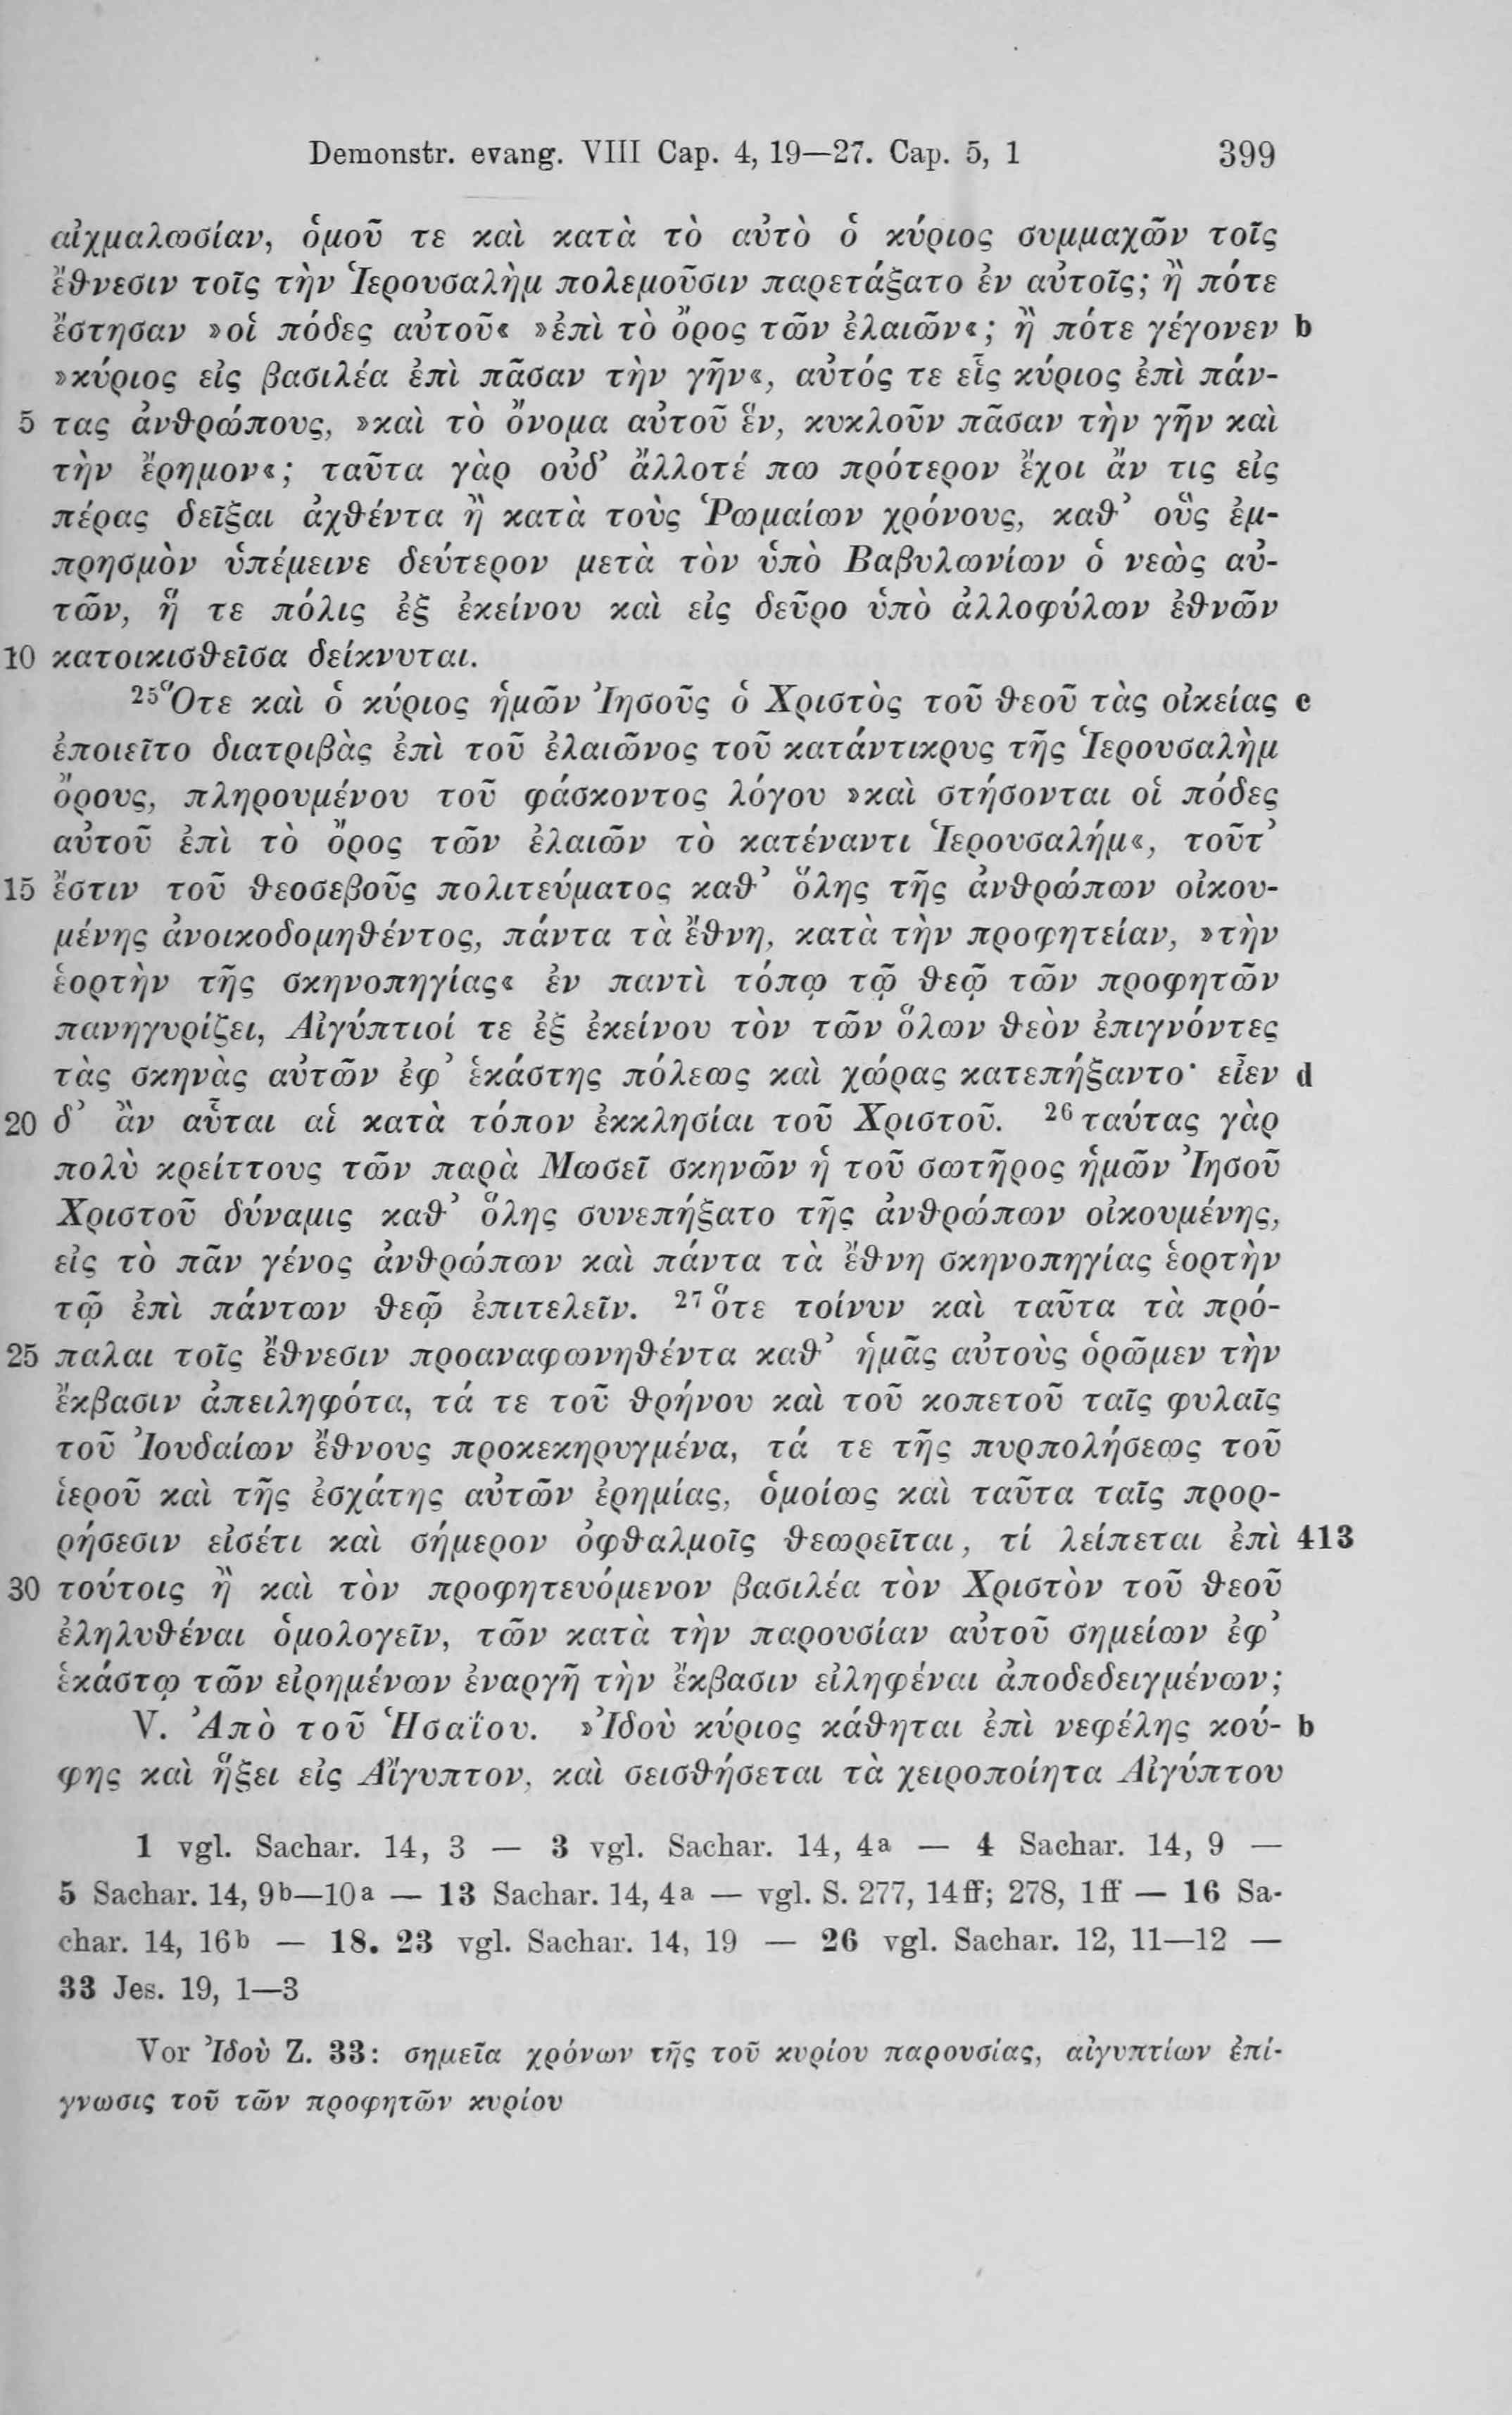 Demonstr. evang. VIII Cap. 4, 19—27. Cap. 5, 1 399
αἰχμαλωσίαν, ὁμοῦ τε καὶ κατὰ τὸ αὐτὸ ὁ κύριος συμμαχῶν τοῖς
ἔθνεσιν τοῖς τὴν Ἱερουσαλὴμ πολεμοῦσιν παρετάξατο ἐν αὐτοῖς; ἢ πότε
ἔστησαν »οἱ πόδες αὐτοῦ« »ἐπὶ τὸ ὄρος τῶν ἐλαιῶν«; ἢ πότε γέγονεν b
»κύριος εἰς βασιλέα ἐπὶ πᾶσαν τὴν γῆν«, αὐτός τε εἷς κύριος ἐπὶ πάν-
5 τας ἀνθρώπους, »καὶ τὸ ὄνομα αὐτοῦ ἕν, κυκλοῦν πᾶσαν τὴν γῆν καὶ
τὴν ἔρημον«; ταῦτα γὰρ οὐδ’ ἄλλοτέ πω πρότερον ἔχοι ἄν τις εἰς
πέρας δεῖξαι ἀχθέντα ἢ κατὰ τοὺς Ῥωμαίων χρόνους, καθ’ οὓς ἐμ-
πρησμὸν ὑπέμεινε δεύτερον μετὰ τὸν ὑπὸ Βαβυλωνίων ὁ νεὼς αὐ-
τῶν, ἥ τε πόλις ἐξ ἐκείνου καὶ εἰς δεῦρο ὑπὸ ἀλλοφύλων ἐθνῶν
10 κατοικισθεῖσα δείκνυται.
²⁵Ὅτε καὶ ὁ κύριος ἡμῶν Ἰησοῦς ὁ Χριστὸς τοῦ θεοῦ τὰς οἰκείας c
ἐποιεῖτο διατριβὰς ἐπὶ τοῦ ἐλαιῶνος τοῦ κατάντικρυς τῆς Ἱερουσαλὴμ
ὄρους, πληρουμένου τοῦ φάσκοντος λόγου »καὶ στήσονται οἱ πόδες
αὐτοῦ ἐπὶ τὸ ὄρος τῶν ἐλαιῶν τὸ κατέναντι Ἱερουσαλήμ«, τοῦτ’
15 ἔστιν τοῦ θεοσεβοῦς πολιτεύματος καθ’ ὅλης τῆς ἀνθρώπων οἰκου-
μένης ἀνοικοδομηθέντος, πάντα τὰ ἔθνη, κατὰ τὴν προφητείαν, »τὴν
ἑορτὴν τῆς σκηνοπηγίας« ἐν παντὶ τόπῳ τῷ θεῷ τῶν προφητῶν
πανηγυρίζει, Αἰγύπτιοί τε ἐξ ἐκείνου τὸν τῶν ὅλων θεὸν ἐπιγνόντες
τὰς σκηνὰς αὐτῶν ἐφ’ ἑκάστης πόλεως καὶ χώρας κατεπήξαντο· εἶεν d
20 δ’ ἂν αὗται αἱ κατὰ τόπον ἐκκλησίαι τοῦ Χριστοῦ. ²⁶ταύτας γὰρ
πολὺ κρείττους τῶν παρὰ Μωσεῖ σκηνῶν ἡ τοῦ σωτῆρος ἡμῶν Ἰησοῦ
Χριστοῦ δύναμις καθ’ ὅλης συνεπήξατο τῆς ἀνθρώπων οἰκουμένης,
εἰς τὸ πᾶν γένος ἀνθρώπων καὶ πάντα τὰ ἔθνη σκηνοπηγίας ἑορτὴν
τῷ ἐπὶ πάντων θεῷ ἐπιτελεῖν. ²⁷ὅτε τοίνυν καὶ ταῦτα τὰ πρό-
25 παλαι τοῖς ἔθνεσιν προαναφωνηθέντα καθ’ ἡμᾶς αὐτοὺς ὁρῶμεν τὴν
ἔκβασιν ἀπειληφότα, τά τε τοῦ θρήνου καὶ τοῦ κοπετοῦ ταῖς φυλαῖς
τοῦ Ἰουδαίων ἔθνους προκεκηρυγμένα, τά τε τῆς πυρπολήσεως τοῦ
ἱεροῦ καὶ τῆς ἐσχάτης αὐτῶν ἐρημίας, ὁμοίως καὶ ταῦτα ταῖς προρ-
ρήσεσιν εἰσέτι καὶ σήμερον ὀφθαλμοῖς θεωρεῖται, τί λείπεται ἐπὶ 413
30 τούτοις ἢ καὶ τὸν προφητευόμενον βασιλέα τὸν Χριστὸν τοῦ θεοῦ
ἐληλυθέναι ὁμολογεῖν, τῶν κατὰ τὴν παρουσίαν αὐτοῦ σημείων ἐφ’
ἑκάστῳ τῶν εἰρημένων ἐναργῆ τὴν ἔκβασιν εἰληφέναι ἀποδεδειγμένων;
V. Ἀπὸ τοῦ Ἡσαΐου. »Ἰδοὺ κύριος κάθηται ἐπὶ νεφέλης κού- b
φης καὶ ἥξει εἰς Αἴγυπτον, καὶ σεισθήσεται τὰ χειροποίητα Αἰγύπτου
1 vgl. Sachar. 14, 3 — 3 vgl. Sachar. 14, 4a — 4 Sachar. 14, 9 —
5 Sachar. 14, 9b—10a — 13 Sachar. 14, 4a — vgl. S. 277, 14ff; 278, 1ff — 16 Sa-
char. 14, 16b — 18. 23 vgl. Sachar. 14, 19 — 26 vgl. Sachar. 12, 11—12 —
33 Jes. 19, 1—3
Vor Ἰδοὺ Z. 33: σημεῖα χρόνων τῆς τοῦ κυρίου παρουσίας, αἰγυπτίων ἐπί-
γνωσις τοῦ τῶν προφητῶν κυρίου